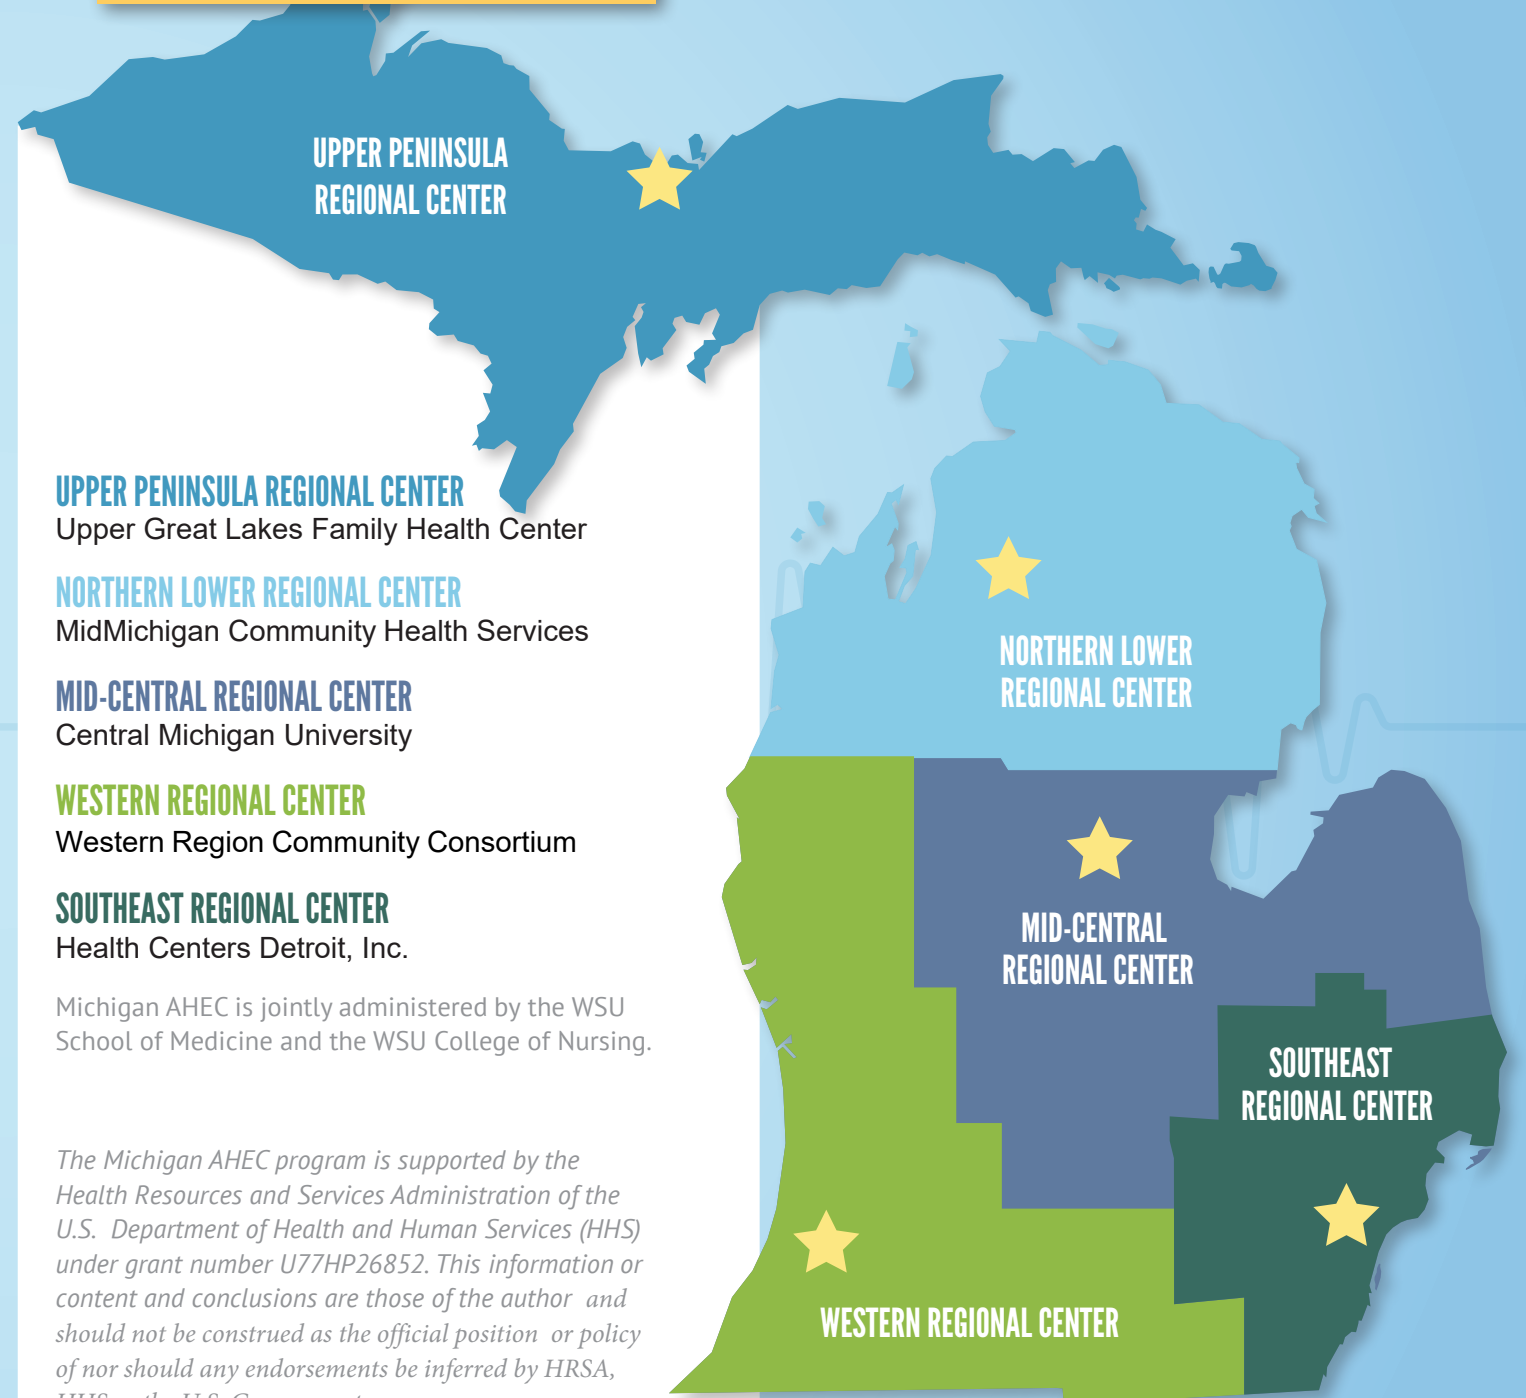 UPPER PENINSULA
REGIONAL CENTER
UPPER PENINSULA REGIONAL CENTER
Upper Great Lakes Family Health Center
NORTHERN LOWER REGIONAL CENTER
MidMichigan Community Health Services
MID-CENTRAL REGIONAL CENTER
Central Michigan University
WESTERN REGIONAL CENTER
Western Region Community Consortium
SOUTHEAST REGIONAL CENTER
Health Centers Detroit, Inc.
Michigan AHEC is jointly administered by the WSU
School of Medicine and the WSU College of Nursing.
The Michigan AHEC program is supported by the
Health Resources and Services Administration of the
U.S. Department of Health and Human Services (HHS)
under grant number U77HP26852. This information or
content and conclusions are those of the author and
should not be construed as the official position or policy
of nor should any endorsements be inferred by HRSA,
NORTHERN LOWER
REGIONAL CENTER
MID-CENTRAL
REGIONAL CENTER
SOUTHEAST
REGIONAL CENTER
WESTERN REGIONAL CENTER